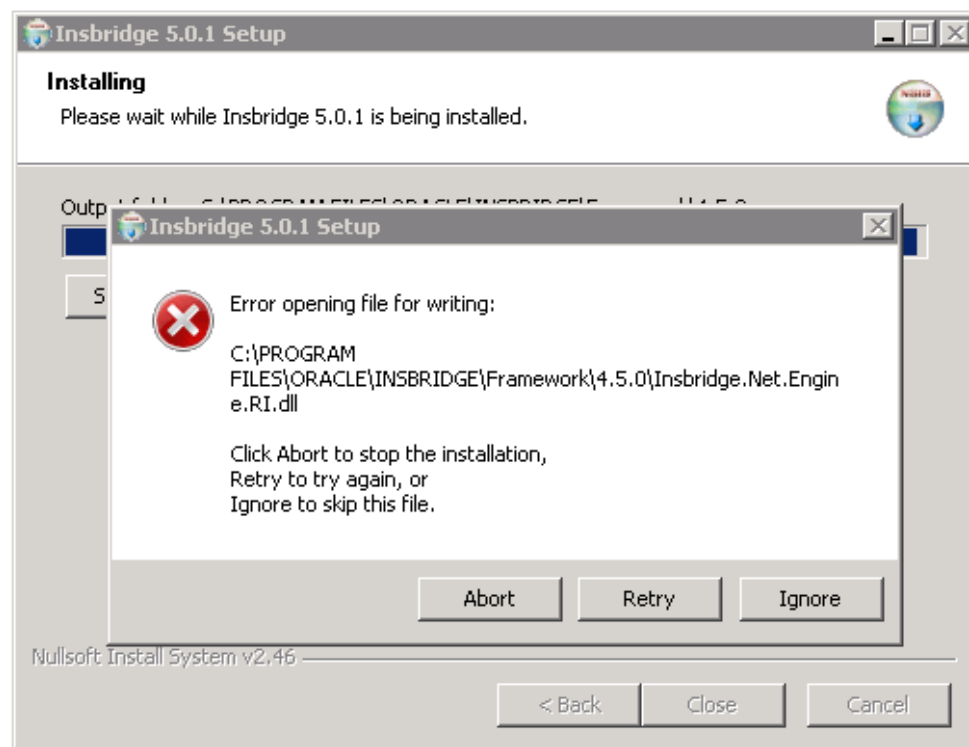 Insbridge 5.0.1 Setup
Installing
Please wait while Insbridge 5.0.1 is being installed.
Insbridge 5.0.1 Setup
Error opening file for writing:
C:\PROGRAM
FILES\ORACLE\INSBRIDGE\Framework\4.5.0\Insbridge.Net.Engin
e.RI.dll
Click Abort to stop the installation,
Retry to try again, or
Ignore to skip this file.
Abort Retry Ignore
Nullsoft Install System v2.46
< Back Close Cancel